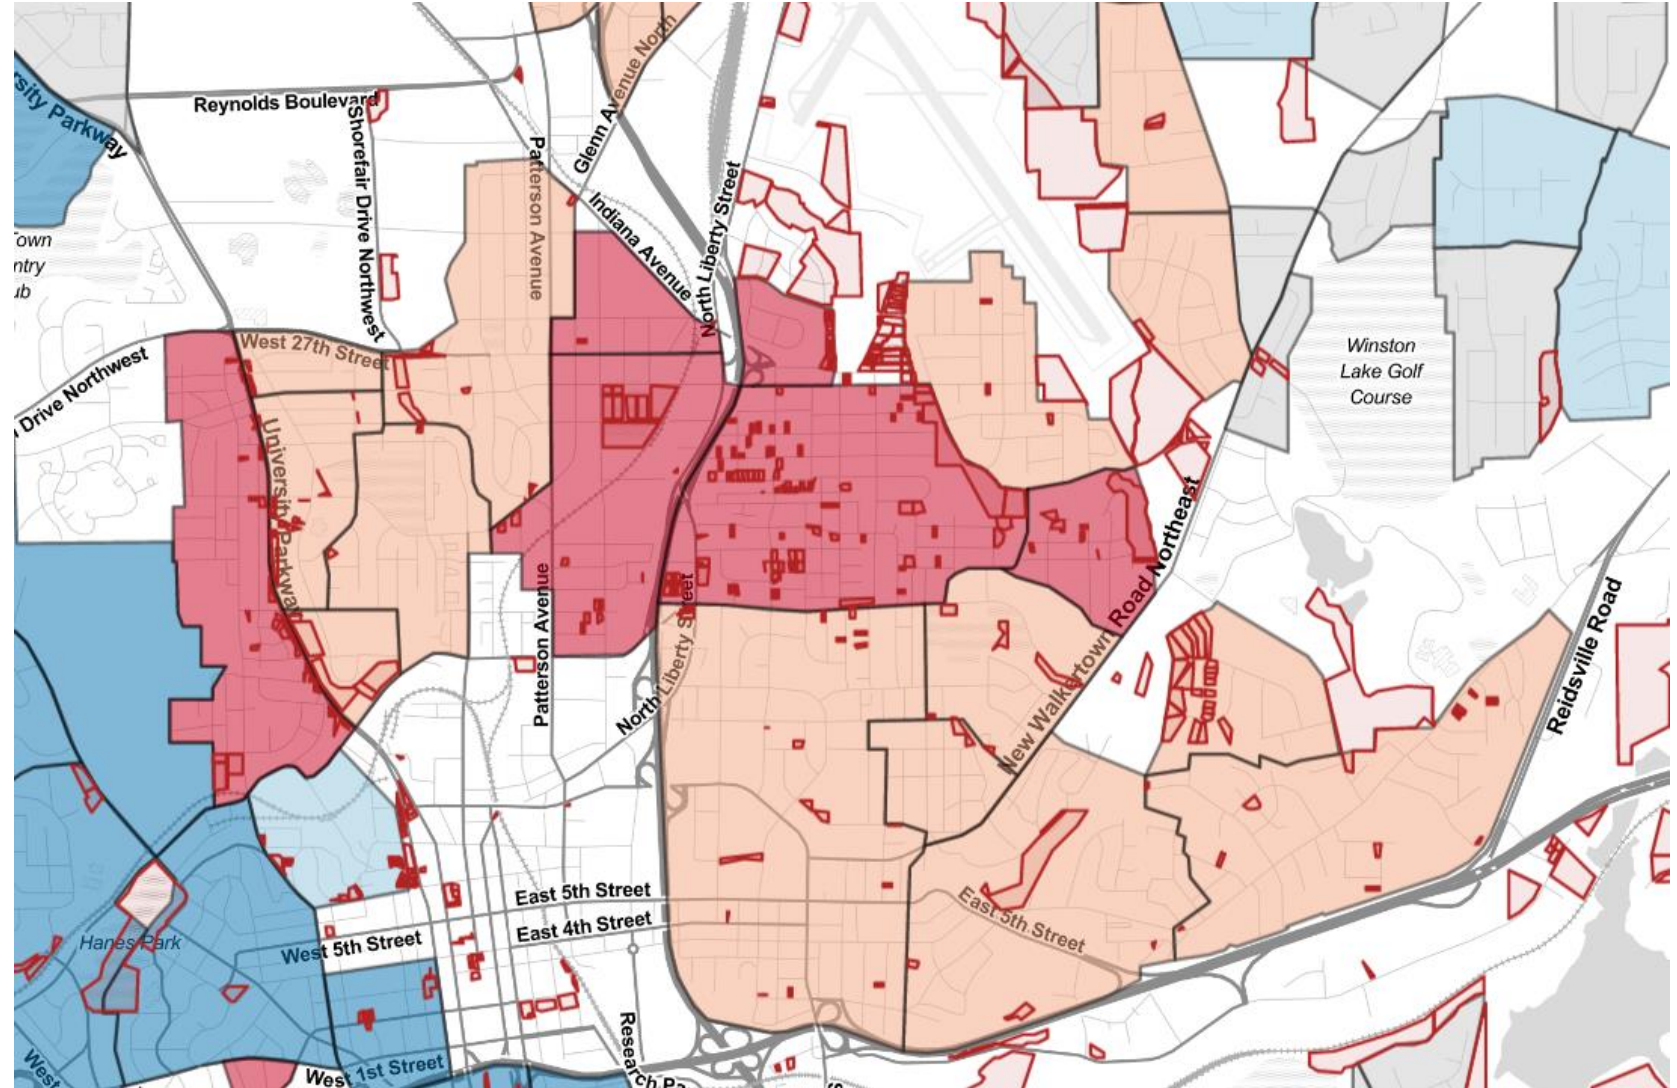 rsity Parkway
Reynolds Boulevard
Shorefair Drive Northwest
Patterson Avenue
Glenn Avenue North
Indiana Avenue
North Liberty Street
Town
ntry
ub
West 27th Street
Drive Northwest
University Parkway
Winston
Lake Golf
Course
Patterson Avenue
North Liberty Street
New Walkertown Road Northeast
Reidsville Road
East 5th Street
East 4th Street
East 5th Street
West 5th Street
Hanes Park
West 1st Street
West
Research Pa